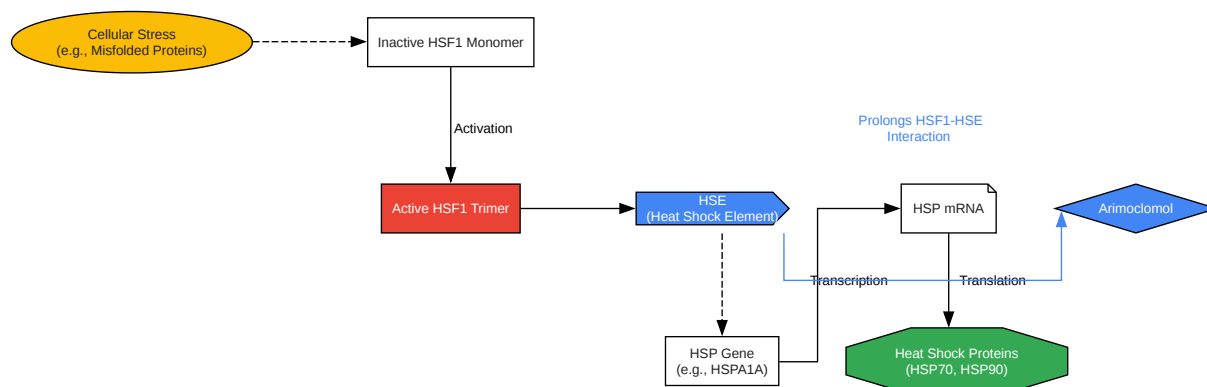 Cellular Stress
(e.g., Misfolded Proteins)
Inactive HSF1 Monomer
Activation
Prolongs HSF1-HSE
Interaction
Active HSF1 Trimer
HSE
(Heat Shock Element)
HSP mRNA
Arimoclomol
Transcription
Translation
HSP Gene
(e.g., HSPA1A)
Heat Shock Proteins
(HSP70, HSP90)